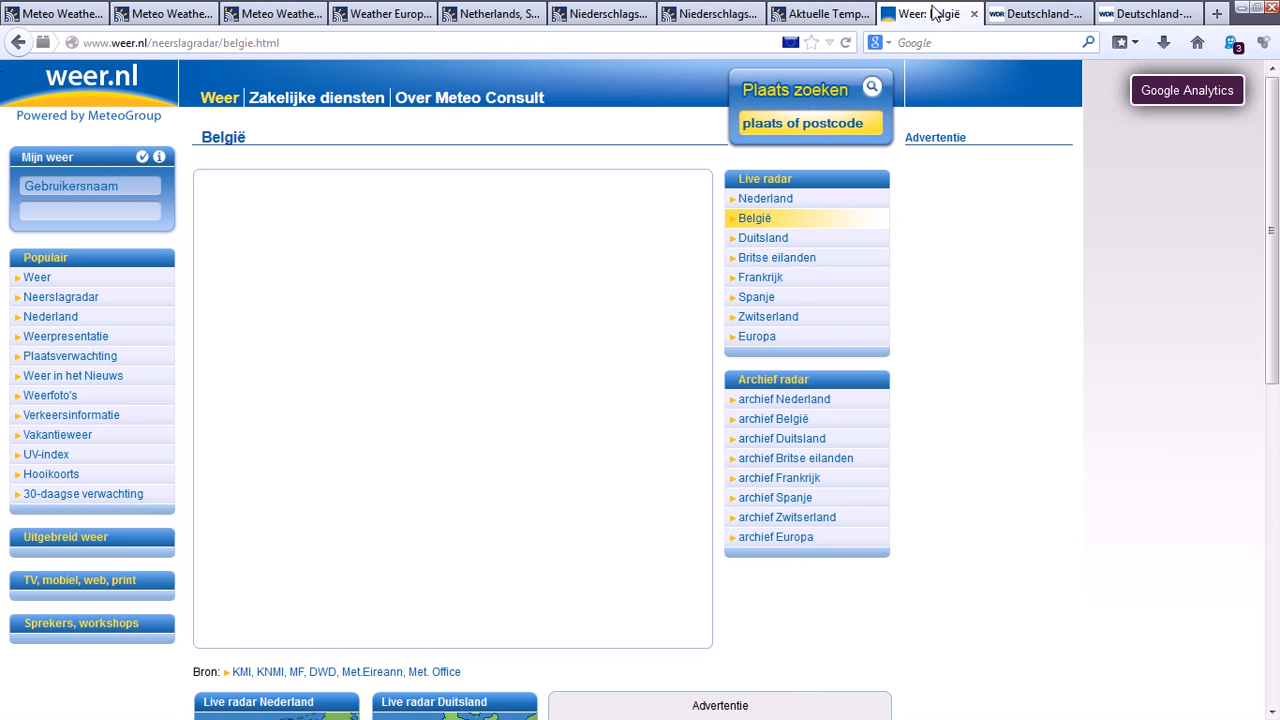 Meteo Weathe...
Meteo Weathe...
Meteo Weathe...
Weather Europ...
Netherlands, S...
Niederschlags...
Niederschlags...
Aktuelle Temp...
Weer: België
WDR Deutschland-...
WDR Deutschland-...
www.weer.nl/neerslagradar/belgie.html
Google
3
weer.nl
Powered by MeteoGroup
Weer
Zakelijke diensten
Over Meteo Consult
Plaats zoeken
plaats of postcode
Google Analytics
België
Advertentie
Mijn weer
Gebruikersnaam
Populair
Weer
Neerslagradar
Nederland
Weerpresentatie
Plaatsverwachting
Weer in het Nieuws
Weerfoto's
Verkeersinformatie
Vakantieweer
UV-index
Hooikoorts
30-daagse verwachting
Uitgebreid weer
TV, mobiel, web, print
Sprekers, workshops
Live radar
Nederland
België
Duitsland
Britse eilanden
Frankrijk
Spanje
Zwitserland
Europa
Archief radar
archief Nederland
archief België
archief Duitsland
archief Britse eilanden
archief Frankrijk
archief Spanje
archief Zwitserland
archief Europa
Bron: KMI, KNMI, MF, DWD, Met.Eireann, Met. Office
Live radar Nederland
Live radar Duitsland
Advertentie